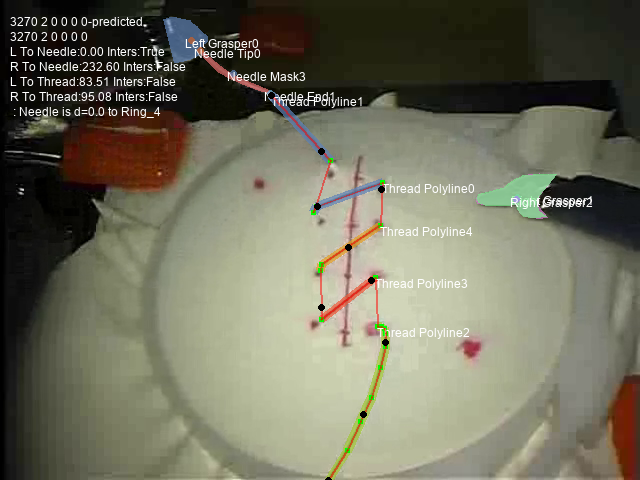 3270 2 0 0 0 0-predicted
3270 2 0 0 0 0
L To Needle:0.00 Inters:True
R To Needle:232.60 Inters:False
L To Thread:83.51 Inters:False
R To Thread:95.08 Inters:False
: Needle is d=0.0 to Ring_4
Left Grasper0
Needle Tip0
Needle Mask3
Needle End1
Thread Polyline1
Thread Polyline0
Right Grasper2
Thread Polyline4
Thread Polyline3
Thread Polyline2